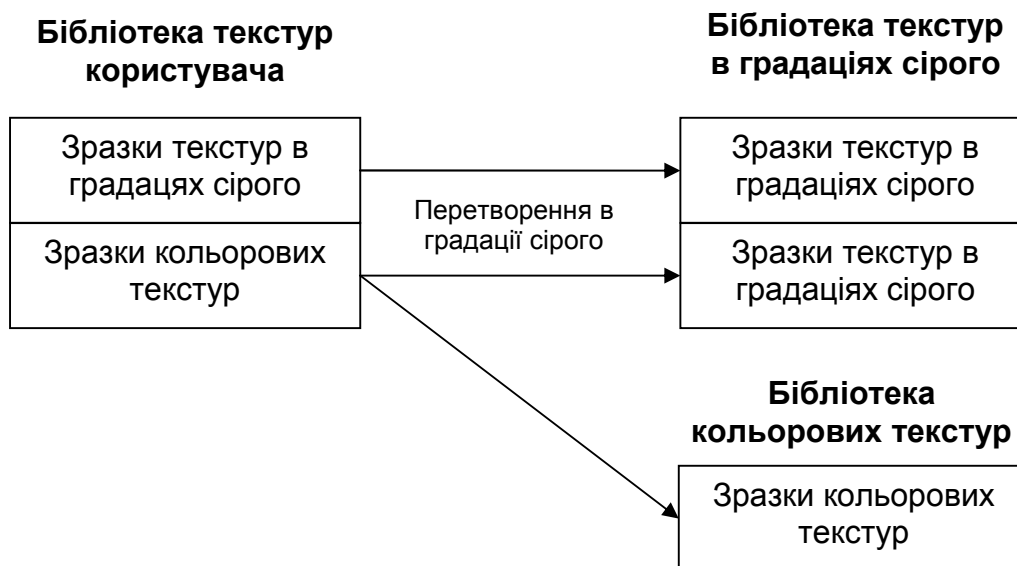 Бібліотека текстур
користувача
Бібліотека текстур
в градаціях сірого
Зразки текстур в
градацях сірого
Зразки кольорових
текстур
Перетворення в
градації сірого
Зразки текстур в
градаціях сірого
Зразки текстур в
градаціях сірого
Бібліотека
кольорових текстур
Зразки кольорових
текстур